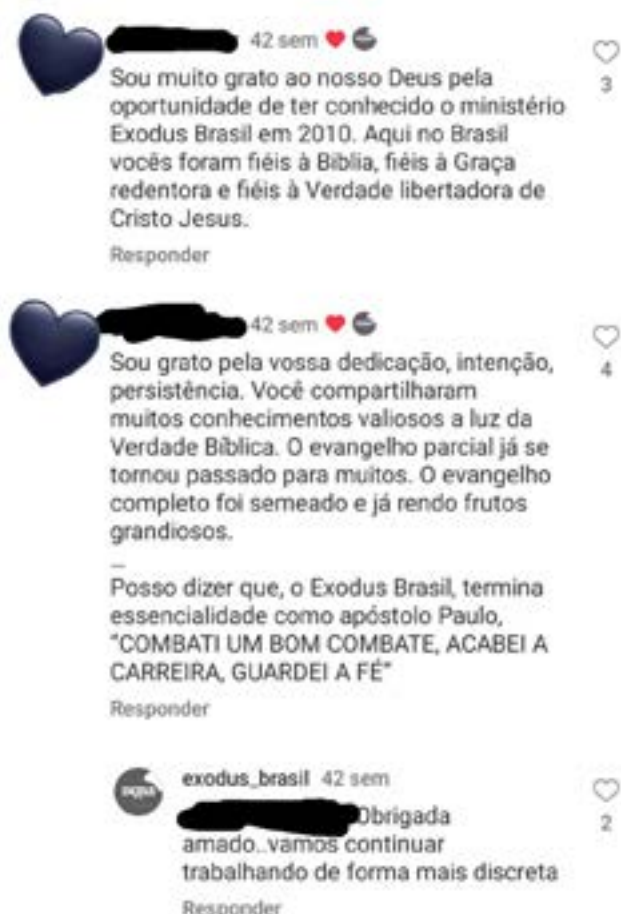 42 sem
3
Sou muito grato ao nosso Deus pela
oportunidade de ter conhecido o ministério
Exodus Brasil em 2010. Aqui no Brasil
vocês foram fiéis à Bíblia, fiéis à Graça
redentora e fiéis à Verdade libertadora de
Cristo Jesus.
Responder
42 sem
4
Sou grato pela vossa dedicação, intenção,
persistência. Você compartilharam
muitos conhecimentos valiosos a luz da
Verdade Bíblica. O evangelho parcial já se
tornou passado para muitos. O evangelho
completo foi semeado e já rendo frutos
grandiosos.
_
Posso dizer que, o Exodus Brasil, termina
essencialidade como apóstolo Paulo,
"COMBATI UM BOM COMBATE, ACABEI A
CARREIRA, GUARDEI A FÉ"
Responder
exodus_brasil 42 sem
2
Obrigada
amado..vamos continuar
trabalhando de forma mais discreta
Responder